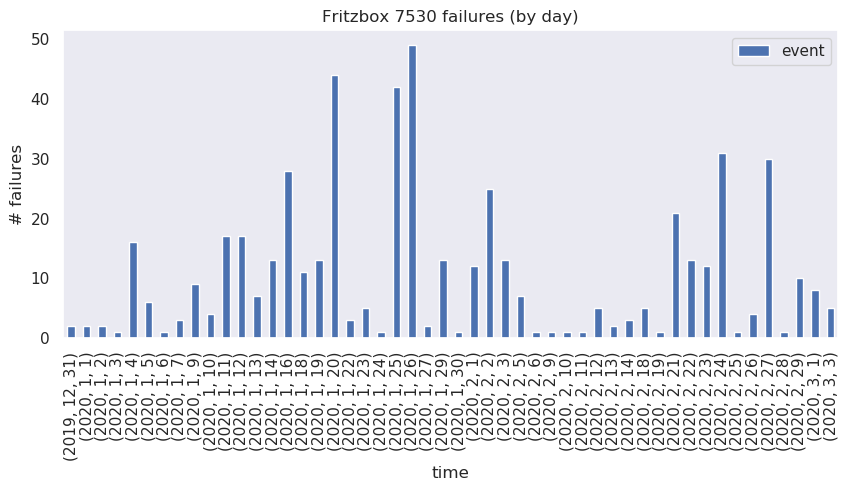 Fritzbox 7530 failures (by day)
event
# failures
50
40
30
20
10
0
(2019, 12, 31)
(2020, 1, 1)
(2020, 1, 2)
(2020, 1, 3)
(2020, 1, 4)
(2020, 1, 5)
(2020, 1, 6)
(2020, 1, 7)
(2020, 1, 9)
(2020, 1, 10)
(2020, 1, 11)
(2020, 1, 12)
(2020, 1, 13)
(2020, 1, 14)
(2020, 1, 16)
(2020, 1, 18)
(2020, 1, 19)
(2020, 1, 20)
(2020, 1, 22)
(2020, 1, 23)
(2020, 1, 24)
(2020, 1, 25)
(2020, 1, 26)
(2020, 1, 27)
(2020, 1, 29)
(2020, 1, 30)
(2020, 2, 1)
(2020, 2, 2)
(2020, 2, 3)
(2020, 2, 5)
(2020, 2, 6)
(2020, 2, 9)
(2020, 2, 10)
(2020, 2, 11)
(2020, 2, 12)
(2020, 2, 13)
(2020, 2, 14)
(2020, 2, 18)
(2020, 2, 19)
(2020, 2, 21)
(2020, 2, 22)
(2020, 2, 23)
(2020, 2, 24)
(2020, 2, 25)
(2020, 2, 26)
(2020, 2, 27)
(2020, 2, 28)
(2020, 2, 29)
(2020, 3, 1)
(2020, 3, 3)
time